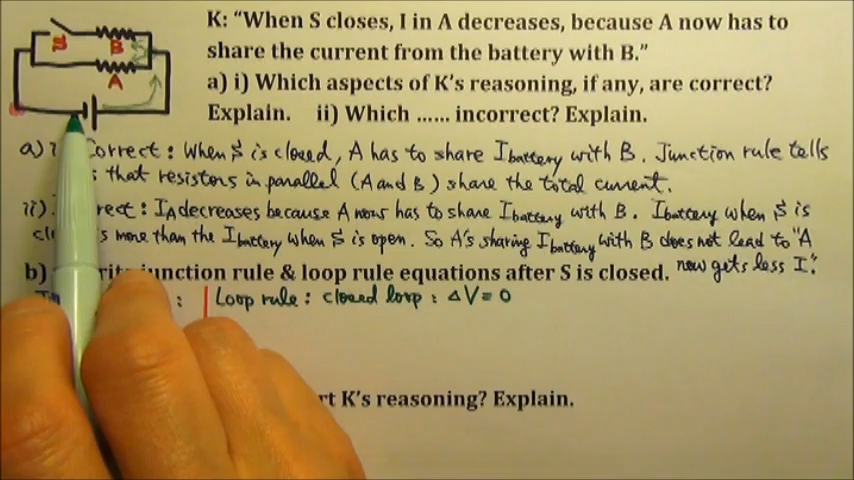 K: “When S closes, I in A decreases, because A now has to
S B
share the current from the battery with B.”
A
a) i) Which aspects of K’s reasoning, if any, are correct?
Explain. ii) Which ...... incorrect? Explain.
a) Correct: When S is closed, A has to share Ibattery with B. Junction rule tells
that resistors in parallel (A and B) share the total current.
ii) IA decreases because A now has to share Ibattery with B. Ibattery when S is
more than the Ibattery when S is open. So A's sharing Ibattery with B does not lead to "A
now gets less I".
b) junction rule & loop rule equations after S is closed.
: | Loop rule: closed loop: ΔV = 0
K’s reasoning? Explain.